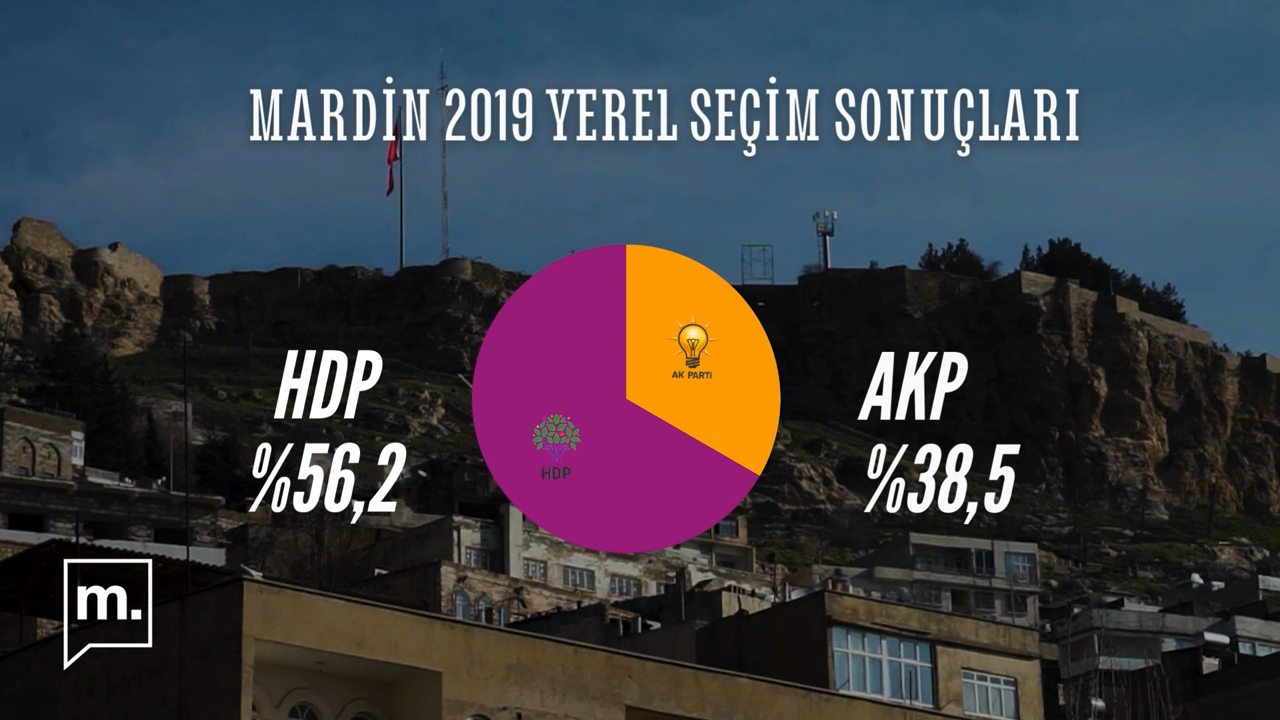 MARDİN 2019 YEREL SEÇİM SONUÇLARI
HDP
%56,2
AK PARTİ
HDP
AKP
%38,5
m.